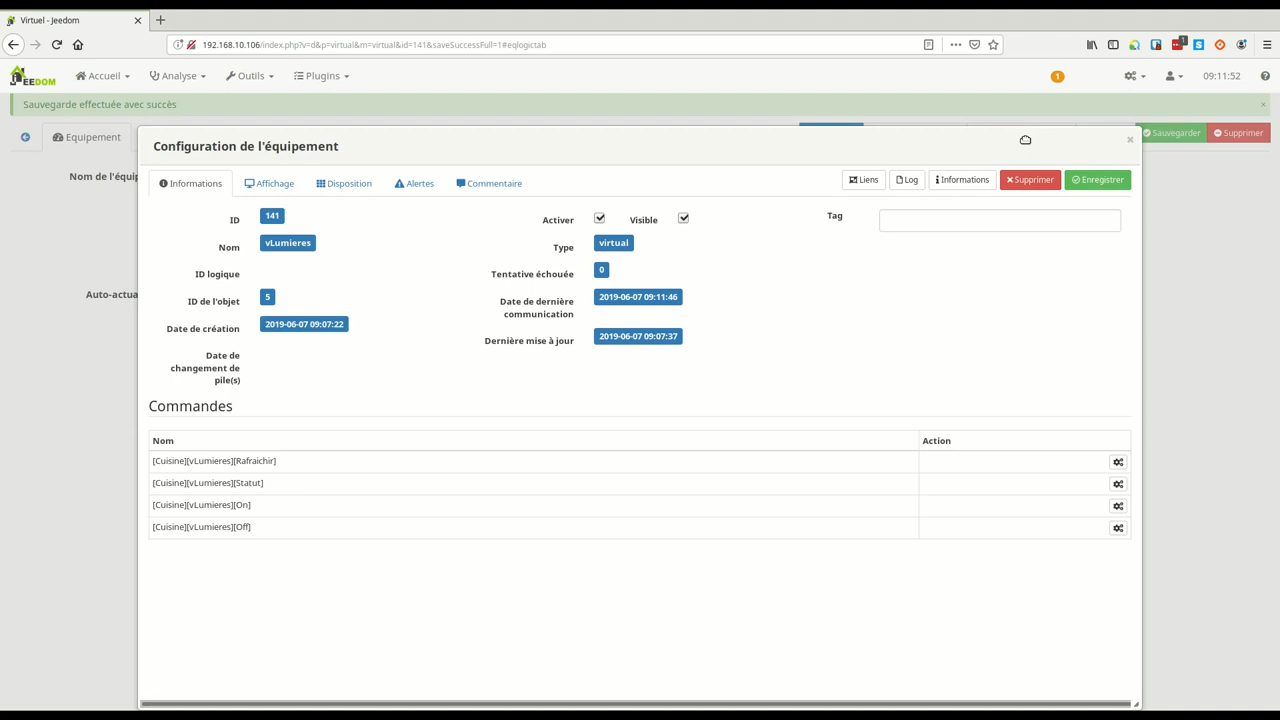 Virtuel - Jeedom
192.168.10.106/index.php?v=d&p=virtual&m=virtual&id=141&saveSuccessFull=1#eqlogictab
1
JEEDOM Accueil Analyse Outils Plugins 1 09:11:52
Sauvegarde effectuée avec succès ×
Equipement Sauvegarder Supprimer
Configuration de l'équipement ×
Nom de l'équip
Informations Affichage Disposition Alertes Commentaire Liens Log Informations Supprimer Enregistrer
ID 141 Activer Visible Tag
Nom vLumieres Type virtual
ID logique Tentative échouée 0
Auto-actua
ID de l'objet 5 Date de dernière communication 2019-06-07 09:11:46
Date de création 2019-06-07 09:07:22 Dernière mise à jour 2019-06-07 09:07:37
Date de
changement de
pile(s)
Commandes
Nom Action
[Cuisine][vLumieres][Rafraichir]
[Cuisine][vLumieres][Statut]
[Cuisine][vLumieres][On]
[Cuisine][vLumieres][Off]